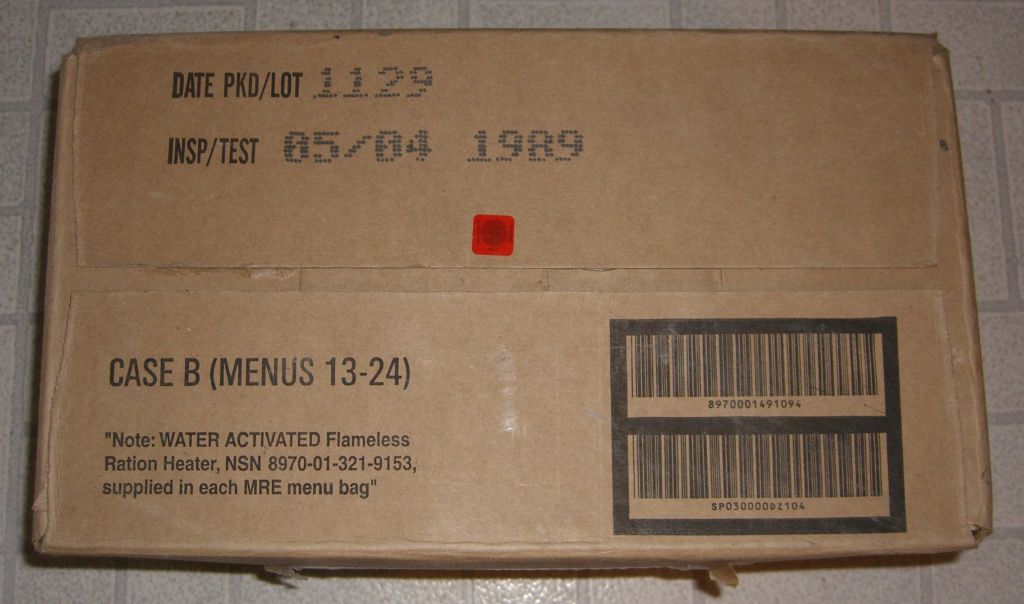 DATE PKD/LOT 1129
INSP/TEST 05/04 1989
CASE B (MENUS 13-24)
"Note: WATER ACTIVATED Flameless
Ration Heater, NSN 8970-01-321-9153,
supplied in each MRE menu bag"
8970001491094
SP030000DZ104